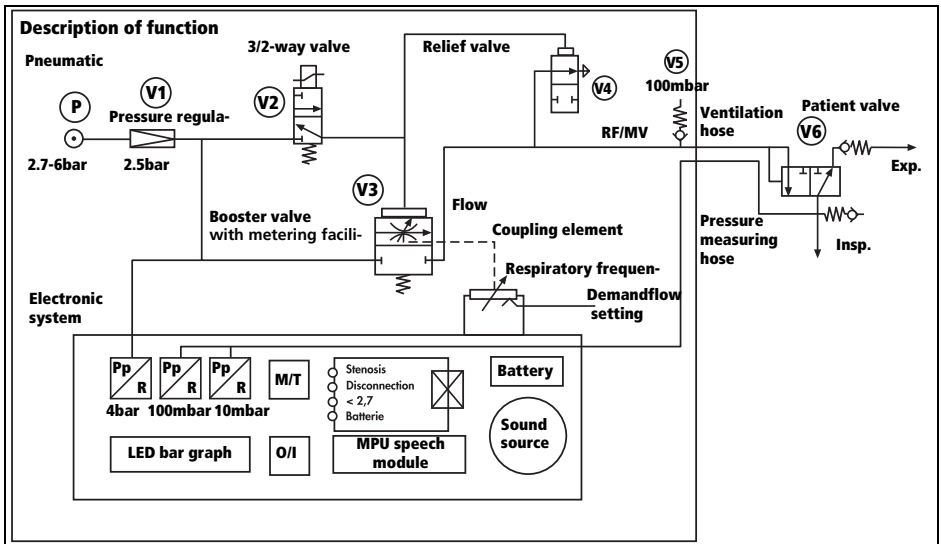 Description of function
Pneumatic
3/2-way valve
Relief valve
P
V1
V2
V4
V5
100mbar
Pressure regula-
2.7-6bar
2.5bar
RF/MV
Ventilation
hose
Patient valve
V6
Exp.
V3
Booster valve
with metering facili-
Flow
Coupling element
Pressure
measuring
hose
Insp.
Respiratory frequen-
Demandflow
setting
Electronic
system
Pp
R
4bar
Pp
R
100mbar
Pp
R
10mbar
M/T
Stenosis
Disconnection
< 2,7
Batterie
Battery
Sound
source
LED bar graph
O/I
MPU speech
module